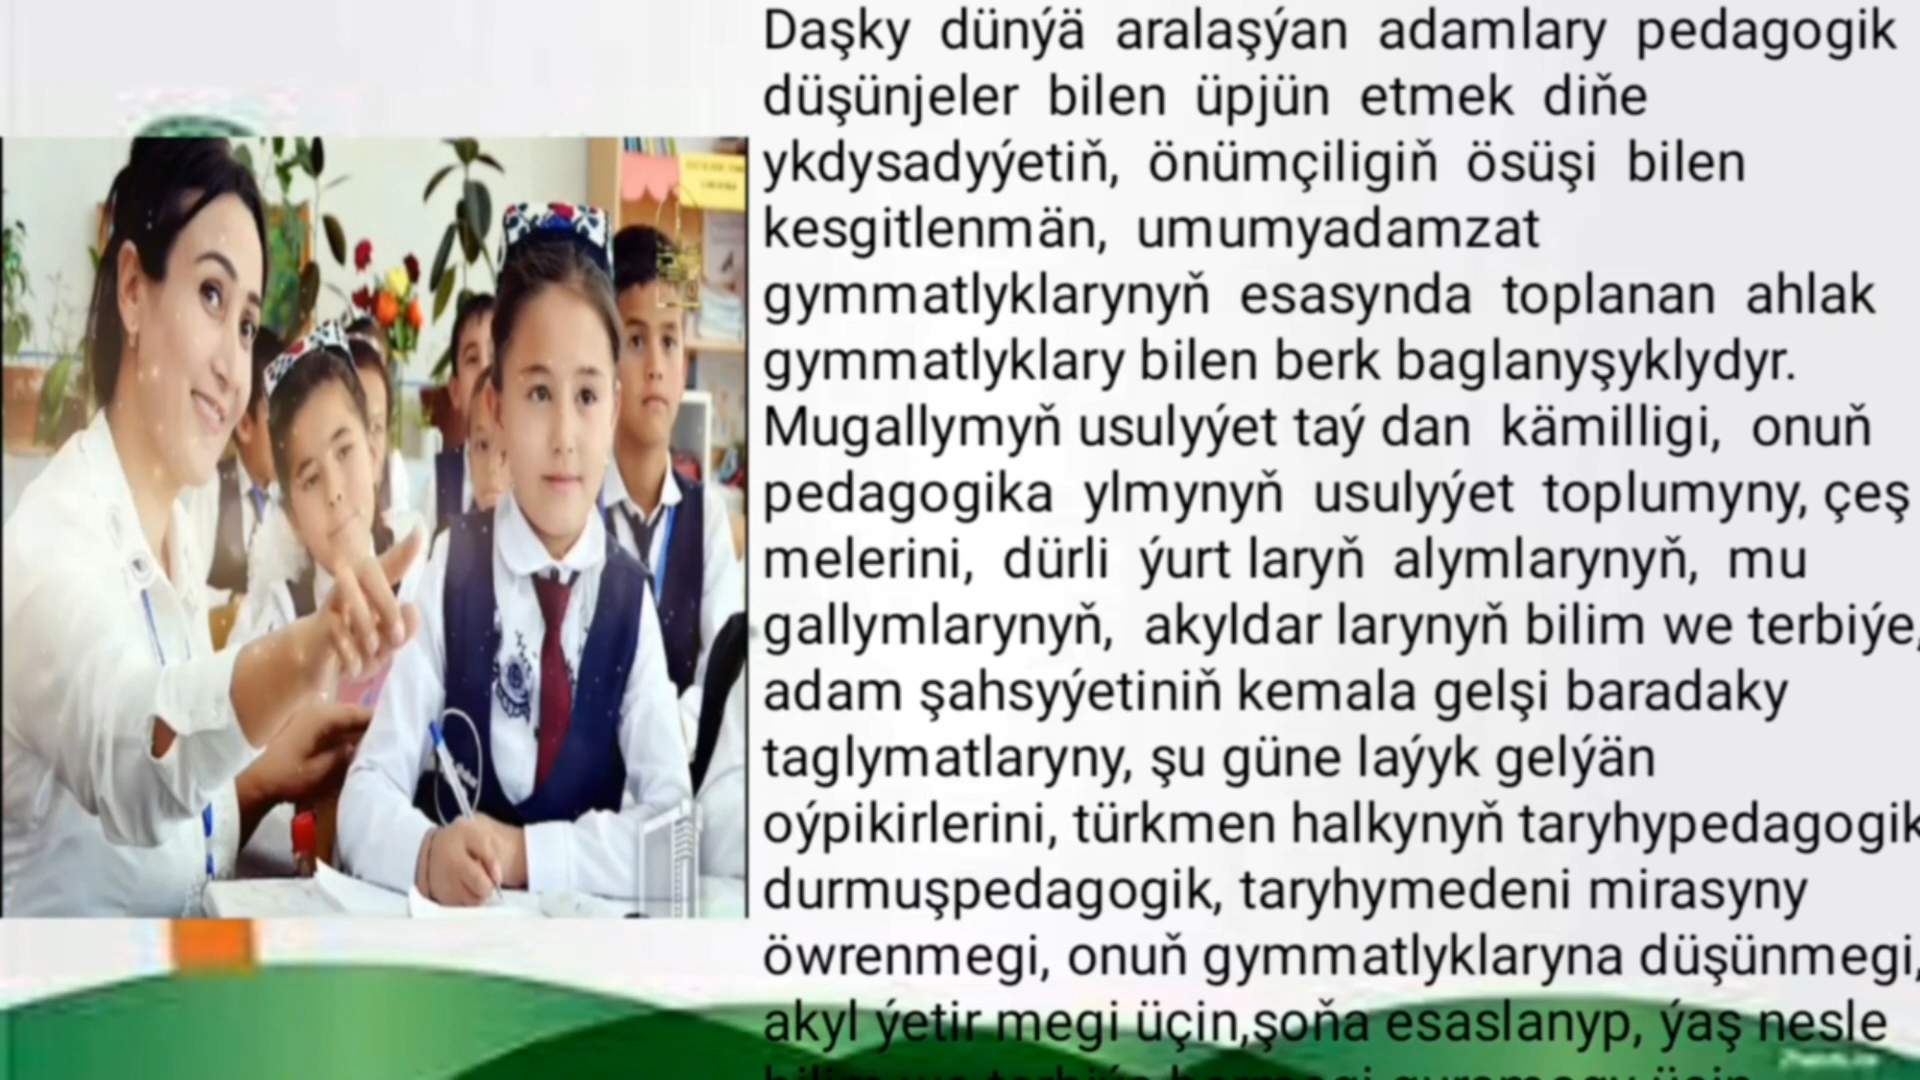 Daşky dünýä aralaşýan adamlary pedagogik
düşünjeler bilen üpjün etmek diňe
ykdysadyýetiň, önümçiligiň ösüşi bilen
kesgitlenmän, umumyadamzat
gymmatlyklarynyň esasynda toplanan ahlak
gymmatlyklary bilen berk baglanyşyklydyr.
Mugallymyň usulyýet taý dan kämilligi, onuň
pedagogika ylmynyň usulyýet toplumyny, çeş
melerini, dürli ýurt laryň alymlarynyň, mu
gallymlarynyň, akyldar larynyň bilim we terbiýe,
adam şahsyýetiniň kemala gelşi baradaky
taglymatlaryny, şu güne laýyk gelýän
oýpikirlerini, türkmen halkynyň taryhypedagogik
durmuşpedagogik, taryhymedeni mirasyny
öwrenmegi, onuň gymmatlyklaryna düşünmegi,
akyl ýetir megi üçin,şoňa esaslanyp, ýaş nesle